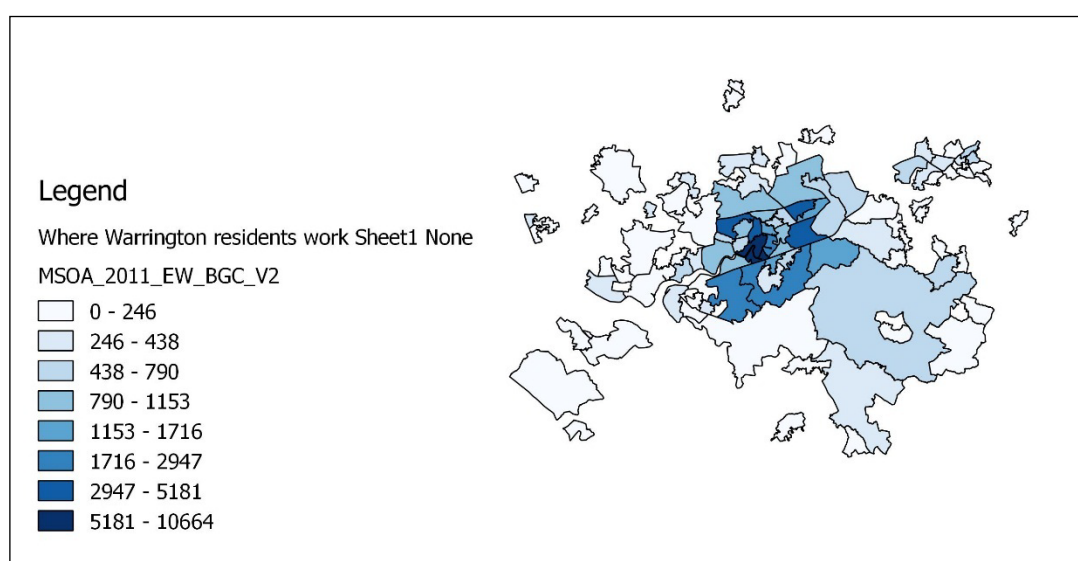 Legend
Where Warrington residents work Sheet1 None
MSOA_2011_EW_BGC_V2
0 - 246
246 - 438
438 - 790
790 - 1153
1153 - 1716
1716 - 2947
2947 - 5181
5181 - 10664